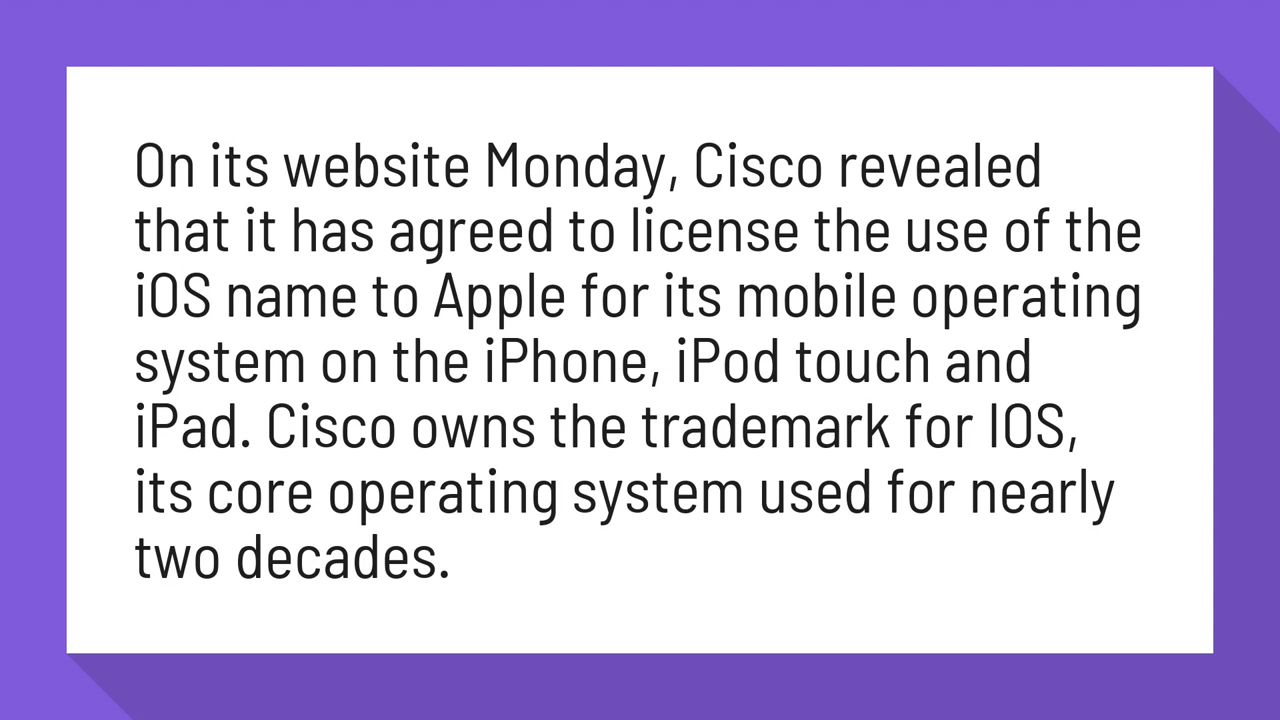 On its website Monday, Cisco revealed
that it has agreed to license the use of the
iOS name to Apple for its mobile operating
system on the iPhone, iPod touch and
iPad. Cisco owns the trademark for IOS,
its core operating system used for nearly
two decades.